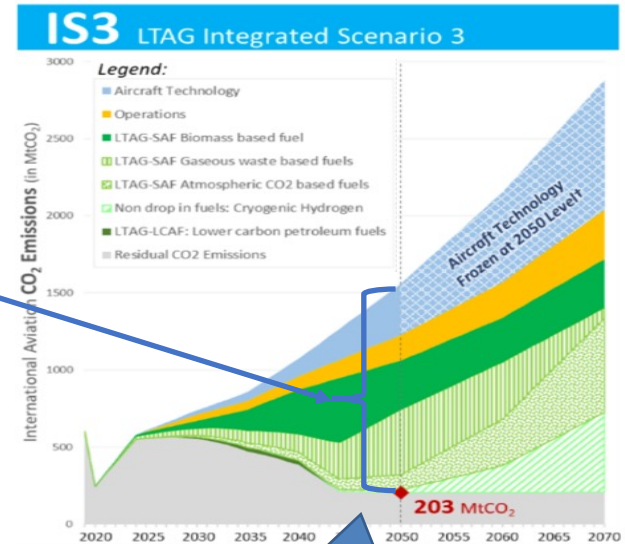 IS3 LTAG Integrated Scenario 3
3000
Legend:
Aircraft Technology
Operations
LTAG-SAF Biomass based fuel
LTAG-SAF Gaseous waste based fuels
LTAG-SAF Atmospheric CO2 based fuels
Non drop in fuels: Cryogenic Hydrogen
LTAG-LCAF: Lower carbon petroleum fuels
Residual CO2 Emissions
2500
2000
1500
1000
500
0
International Aviation CO₂ Emissions (in MtCO₂)
Aircraft Technology
Frozen at 2050 Level†
203 MtCO₂
2020 2025 2030 2035 2040 2050 2055 2060 2065 2070